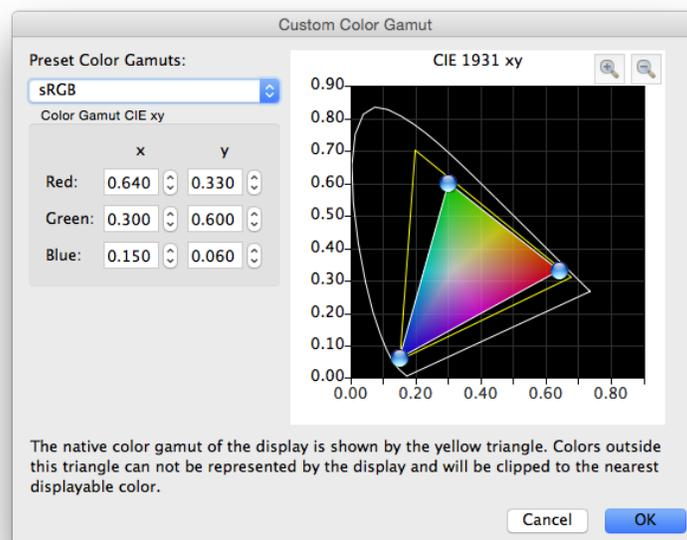 Custom Color Gamut
Preset Color Gamuts:
sRGB
Color Gamut CIE xy
x y
Red: 0.640 0.330
Green: 0.300 0.600
Blue: 0.150 0.060
CIE 1931 xy
0.90
0.80
0.70
0.60
0.50
0.40
0.30
0.20
0.10
0.00
0.00 0.20 0.40 0.60 0.80
The native color gamut of the display is shown by the yellow triangle. Colors outside
this triangle can not be represented by the display and will be clipped to the nearest
displayable color.
Cancel OK